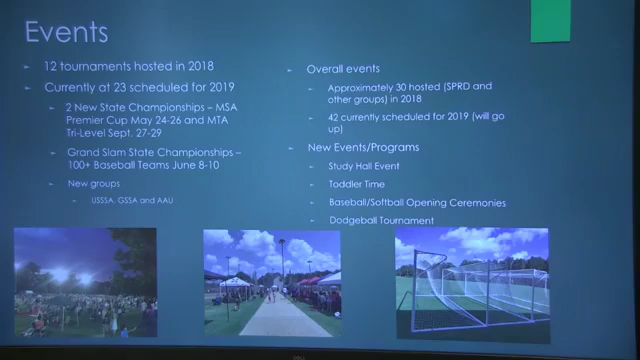 Events
12 tournaments hosted in 2018
Currently at 23 scheduled for 2019
2 New State Championships – MSA
Premier Cup May 24-26 and MTA
Tri-Level Sept. 27-29
Grand Slam State Championships –
100+ Baseball Teams June 8-10
New groups
USSSA, GSSA and AAU
Overall events
Approximately 30 hosted (SPRD and
other groups) in 2018
42 currently scheduled for 2019 (will go
up)
New Events/Programs
Study Hall Event
Toddler Time
Baseball/Softball Opening Ceremonies
Dodgeball Tournament